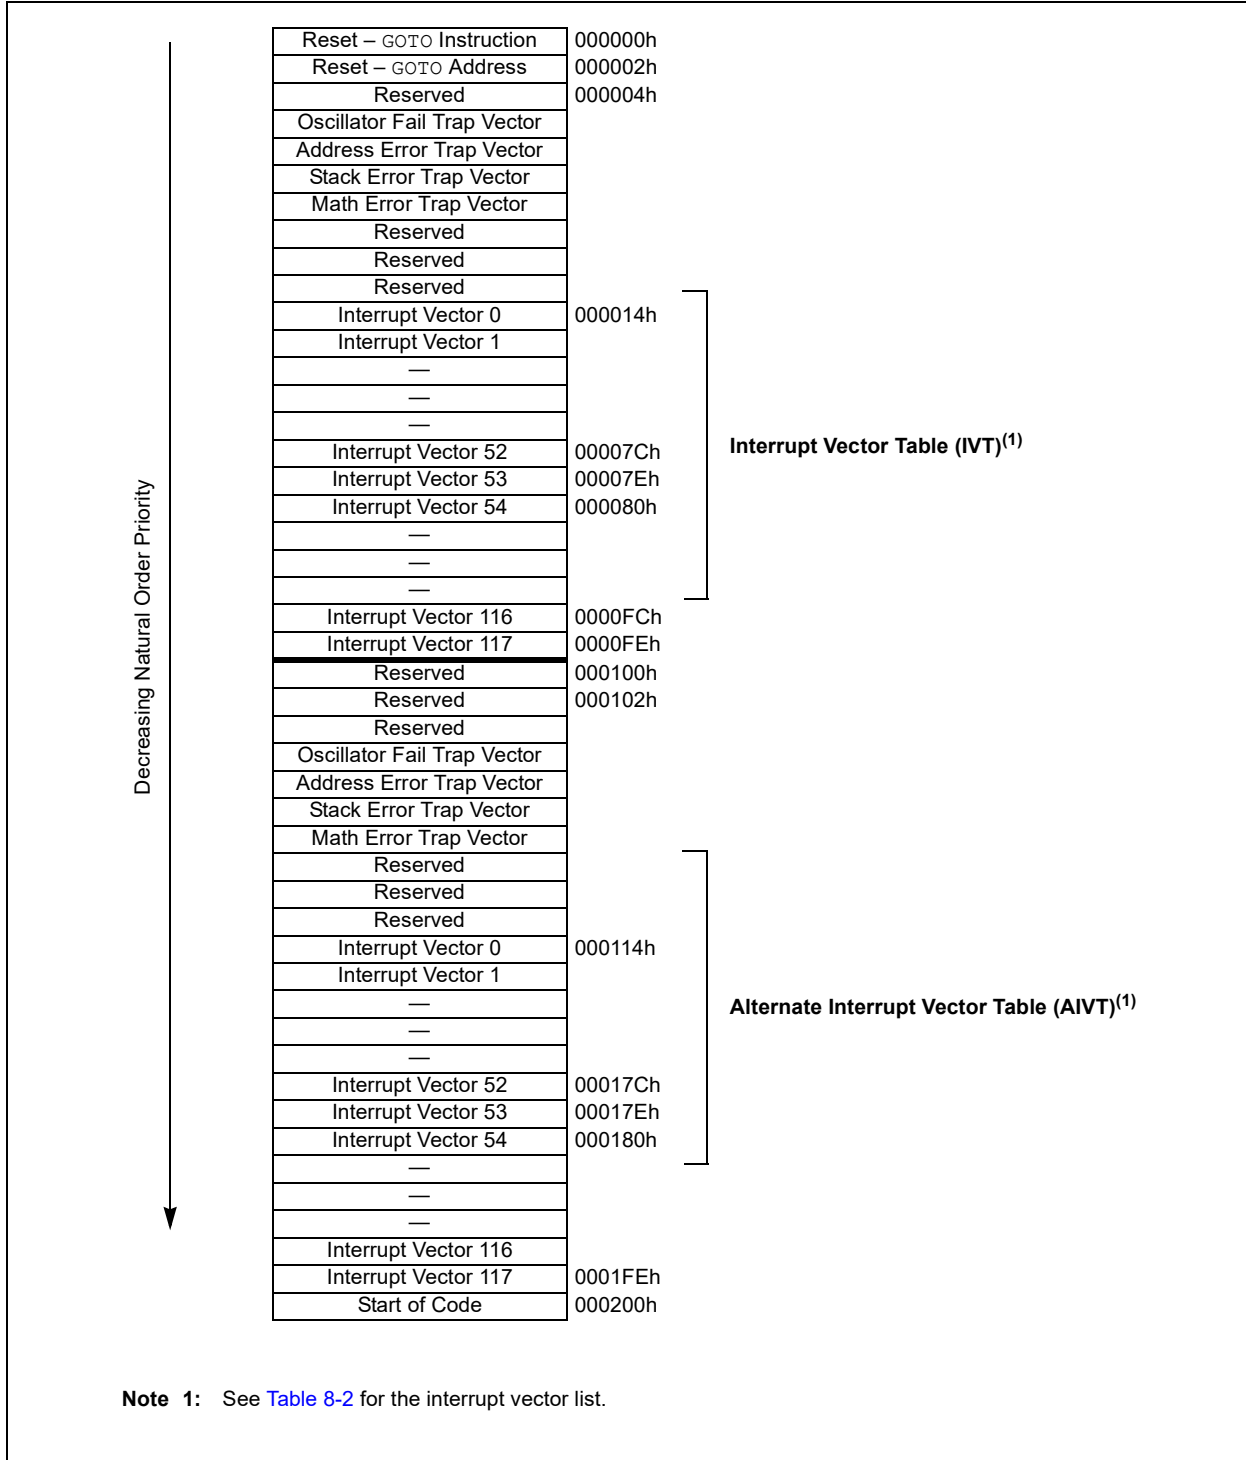 Reset – GOTO Instruction 000000h
Reset – GOTO Address 000002h
Reserved 000004h
Oscillator Fail Trap Vector
Address Error Trap Vector
Stack Error Trap Vector
Math Error Trap Vector
Reserved
Reserved
Reserved
Interrupt Vector 0 000014h
Interrupt Vector 1
—
—
—
Interrupt Vector 52 00007Ch
Interrupt Vector 53 00007Eh
Interrupt Vector 54 000080h
—
—
—
Interrupt Vector 116 0000FCh
Interrupt Vector 117 0000FEh
Reserved 000100h
Reserved 000102h
Reserved
Oscillator Fail Trap Vector
Address Error Trap Vector
Stack Error Trap Vector
Math Error Trap Vector
Reserved
Reserved
Reserved
Interrupt Vector 0 000114h
Interrupt Vector 1
—
—
—
Interrupt Vector 52 00017Ch
Interrupt Vector 53 00017Eh
Interrupt Vector 54 000180h
—
—
—
Interrupt Vector 116
Interrupt Vector 117 0001FEh
Start of Code 000200h
Decreasing Natural Order Priority
Interrupt Vector Table (IVT)(1)
Alternate Interrupt Vector Table (AIVT)(1)
Note 1: See Table 8-2 for the interrupt vector list.